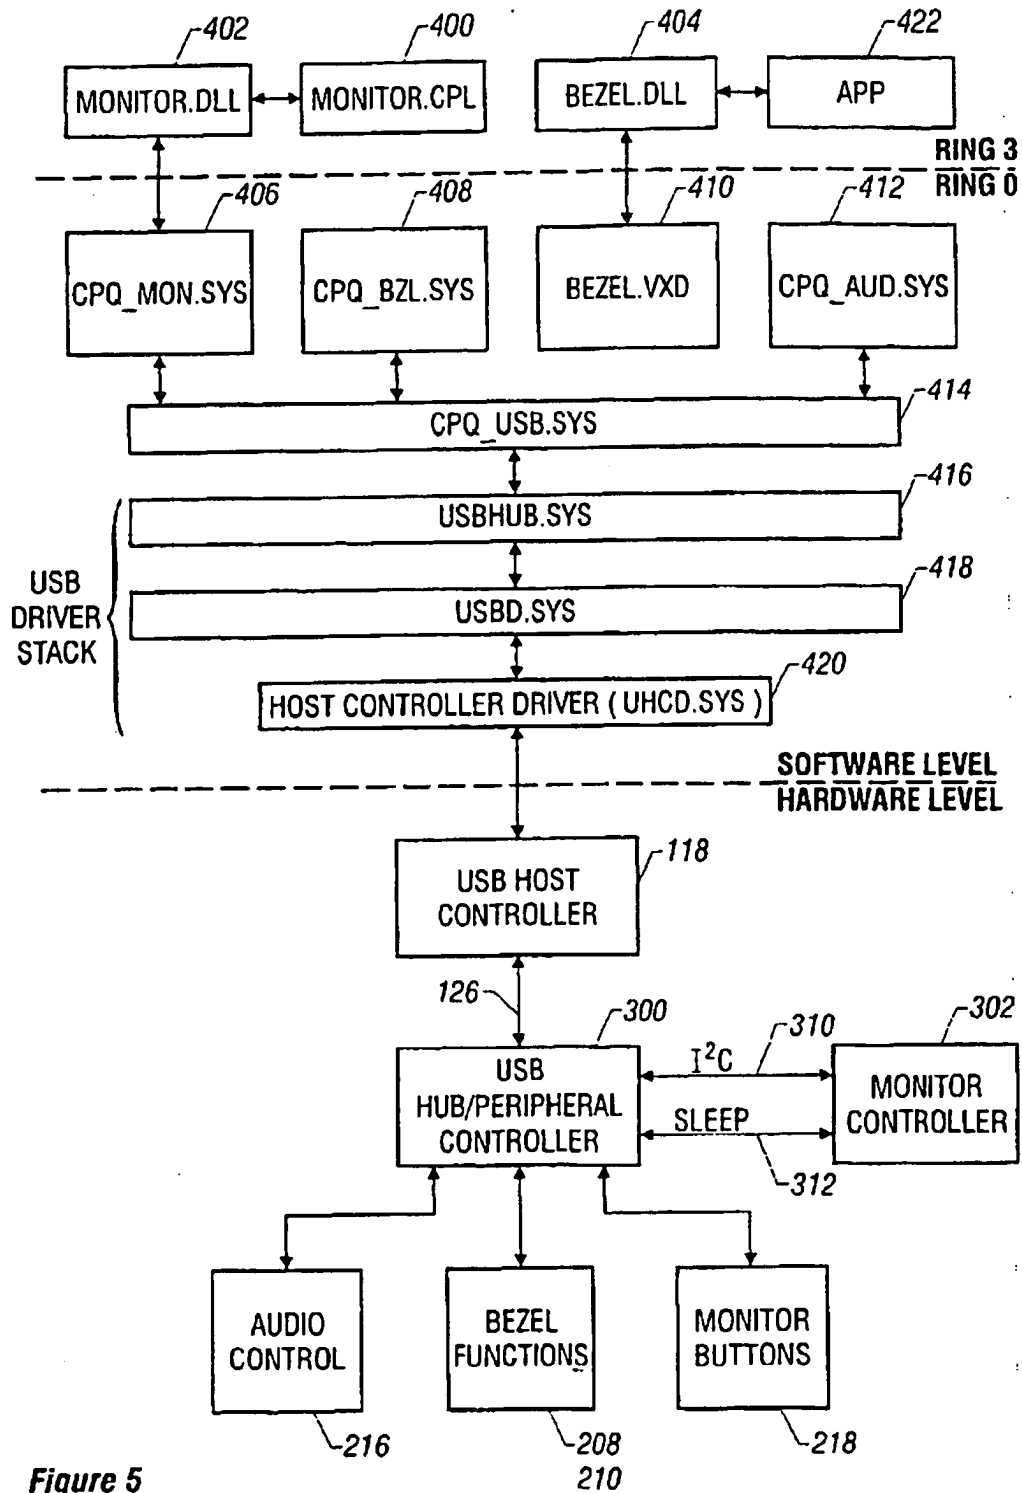 402
400
404
422
MONITOR.DLL
MONITOR.CPL
BEZEL.DLL
APP
RING 3
RING 0
406
408
410
412
CPQ_MON.SYS
CPQ_BZL.SYS
BEZEL.VXD
CPQ_AUD.SYS
414
CPQ_USB.SYS
416
USBHUB.SYS
418
USBD.SYS
USB
DRIVER
STACK
420
HOST CONTROLLER DRIVER ( UHCD.SYS )
SOFTWARE LEVEL
HARDWARE LEVEL
118
USB HOST
CONTROLLER
126
300
302
USB
HUB/PERIPHERAL
CONTROLLER
I²C
310
SLEEP
312
MONITOR
CONTROLLER
AUDIO
CONTROL
BEZEL
FUNCTIONS
MONITOR
BUTTONS
216
208
210
218
Figure 5